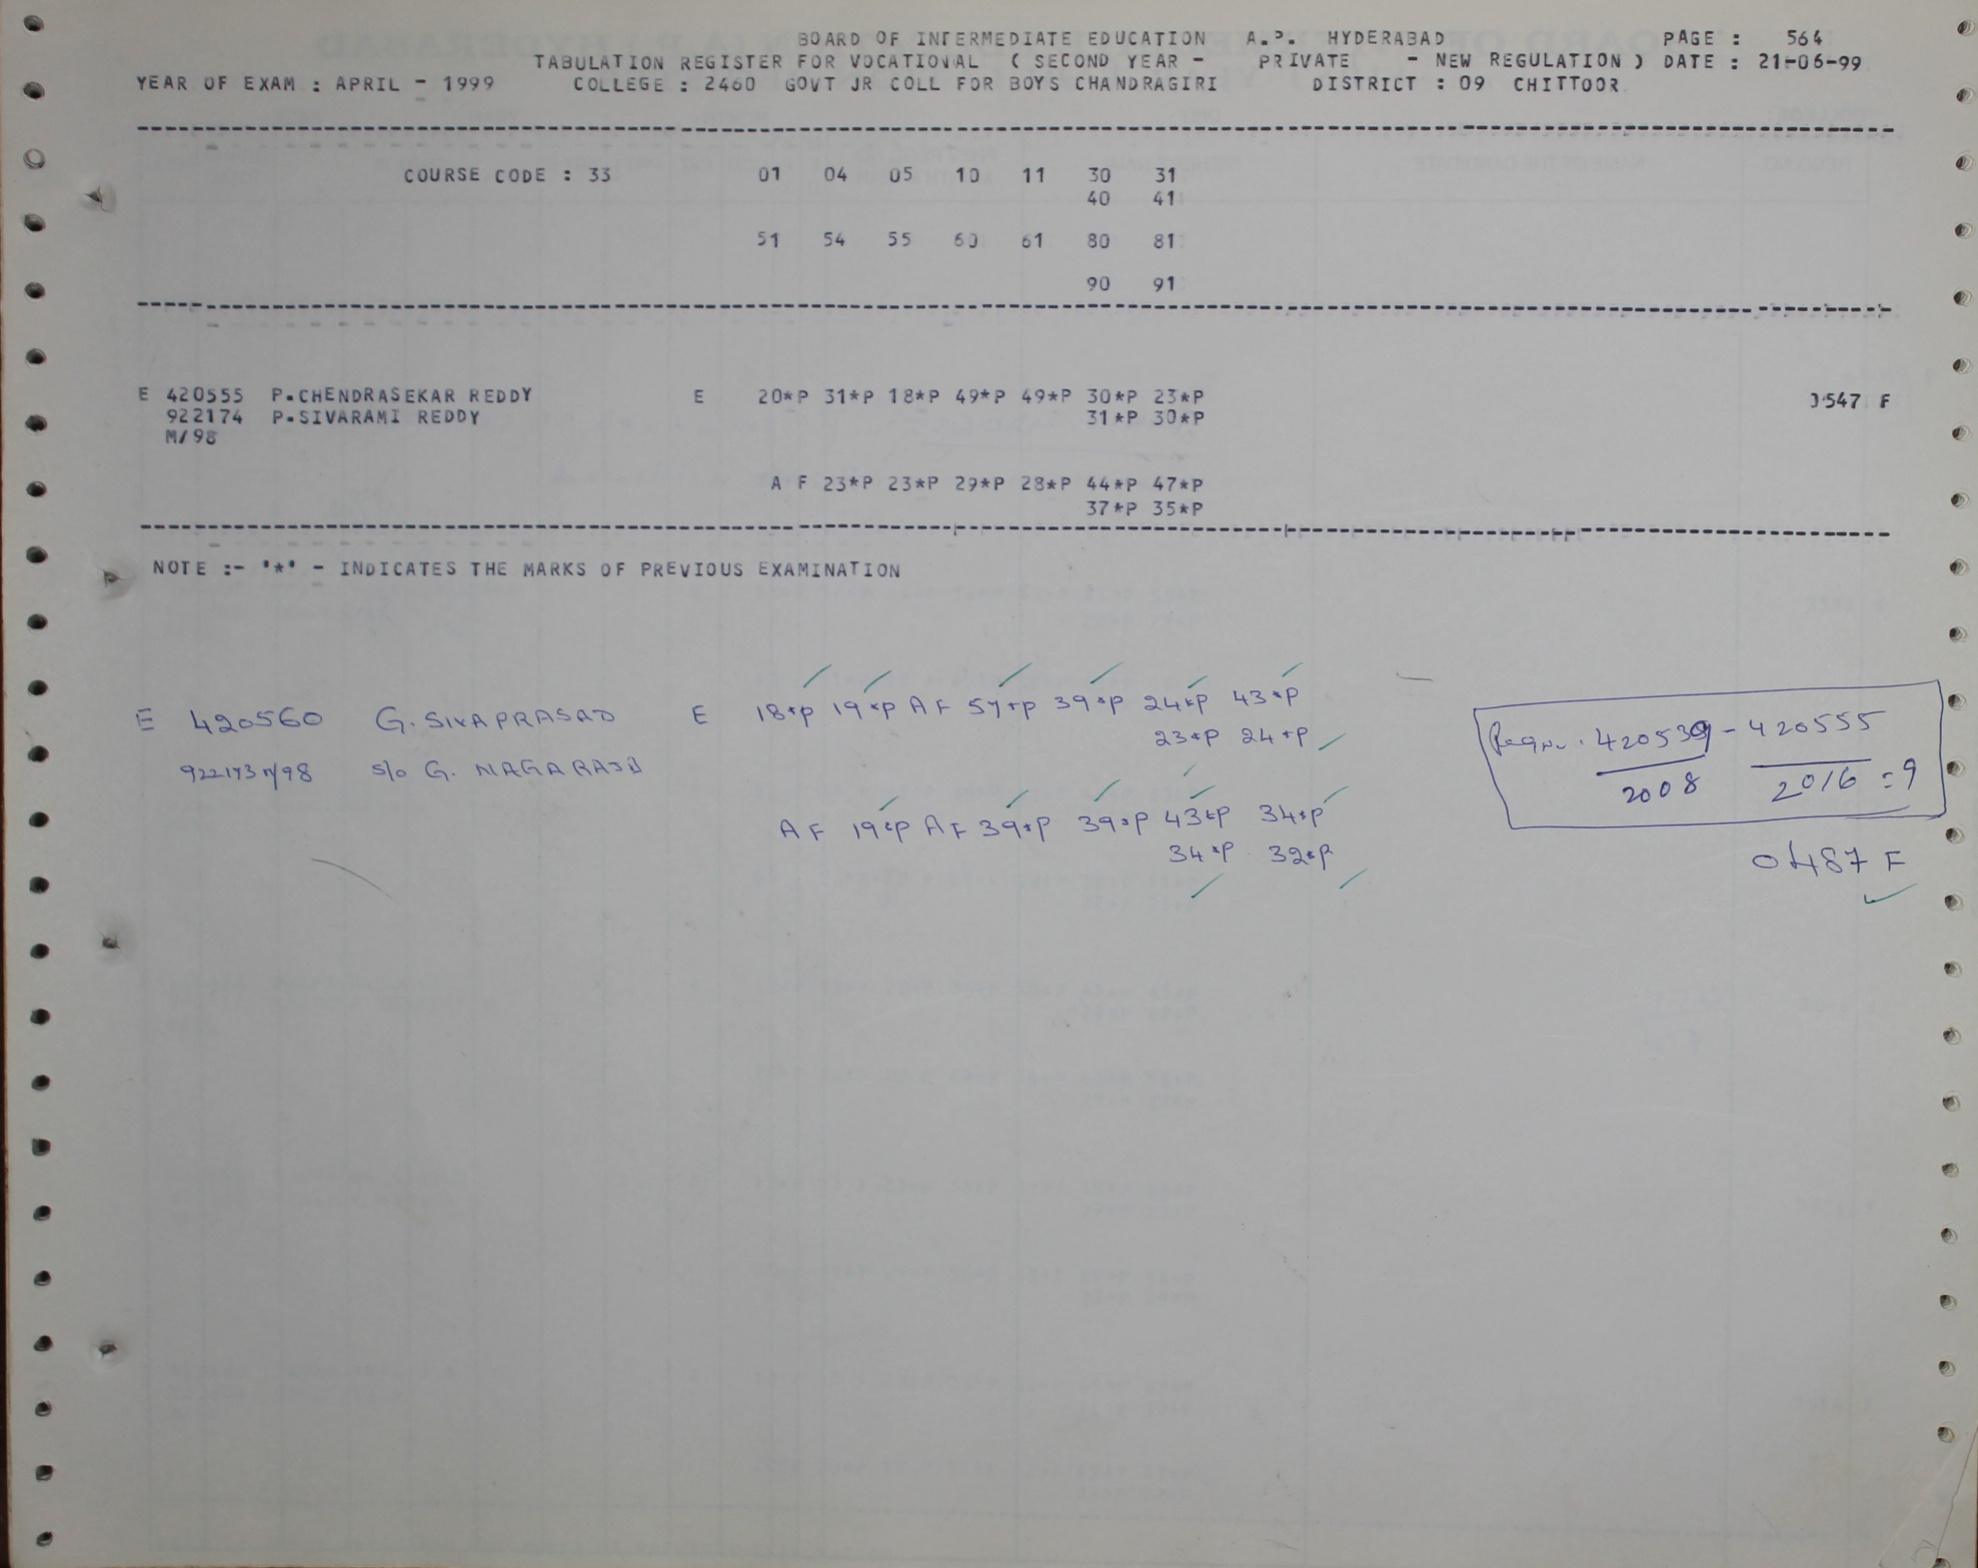 BOARD OF INTERMEDIATE EDUCATION A.P. HYDERABAD PAGE : 564
TABULATION REGISTER FOR VOCATIONAL ( SECOND YEAR - PRIVATE - NEW REGULATION ) DATE : 21-06-99
YEAR OF EXAM : APRIL - 1999 COLLEGE : 2460 GOVT JR COLL FOR BOYS CHANDRAGIRI DISTRICT : 09 CHITTOOR
COURSE CODE : 33 01 04 05 10 11 30 31
40 41
51 54 55 60 61 80 81
90 91
E 420555 P.CHENDRASEKAR REDDY E 20*P 31*P 18*P 49*P 49*P 30*P 23*P 0547 F
922174 P.SIVARAMI REDDY 31*P 30*P
M/98
A F 23*P 23*P 29*P 28*P 44*P 47*P
37*P 35*P
NOTE :- '*' - INDICATES THE MARKS OF PREVIOUS EXAMINATION
E 420560 G. SIVAPRASAD E 18*P 19*P A F 57*P 39*P 24*P 43*P
23*P 24*P
922173 M/98 S/o G. NAGARAJU
A F 19*P A F 39*P 39*P 43*P 34*P
34*P 32*P
Regno. 420539 - 420555
2008 2016 = 9
0487 F